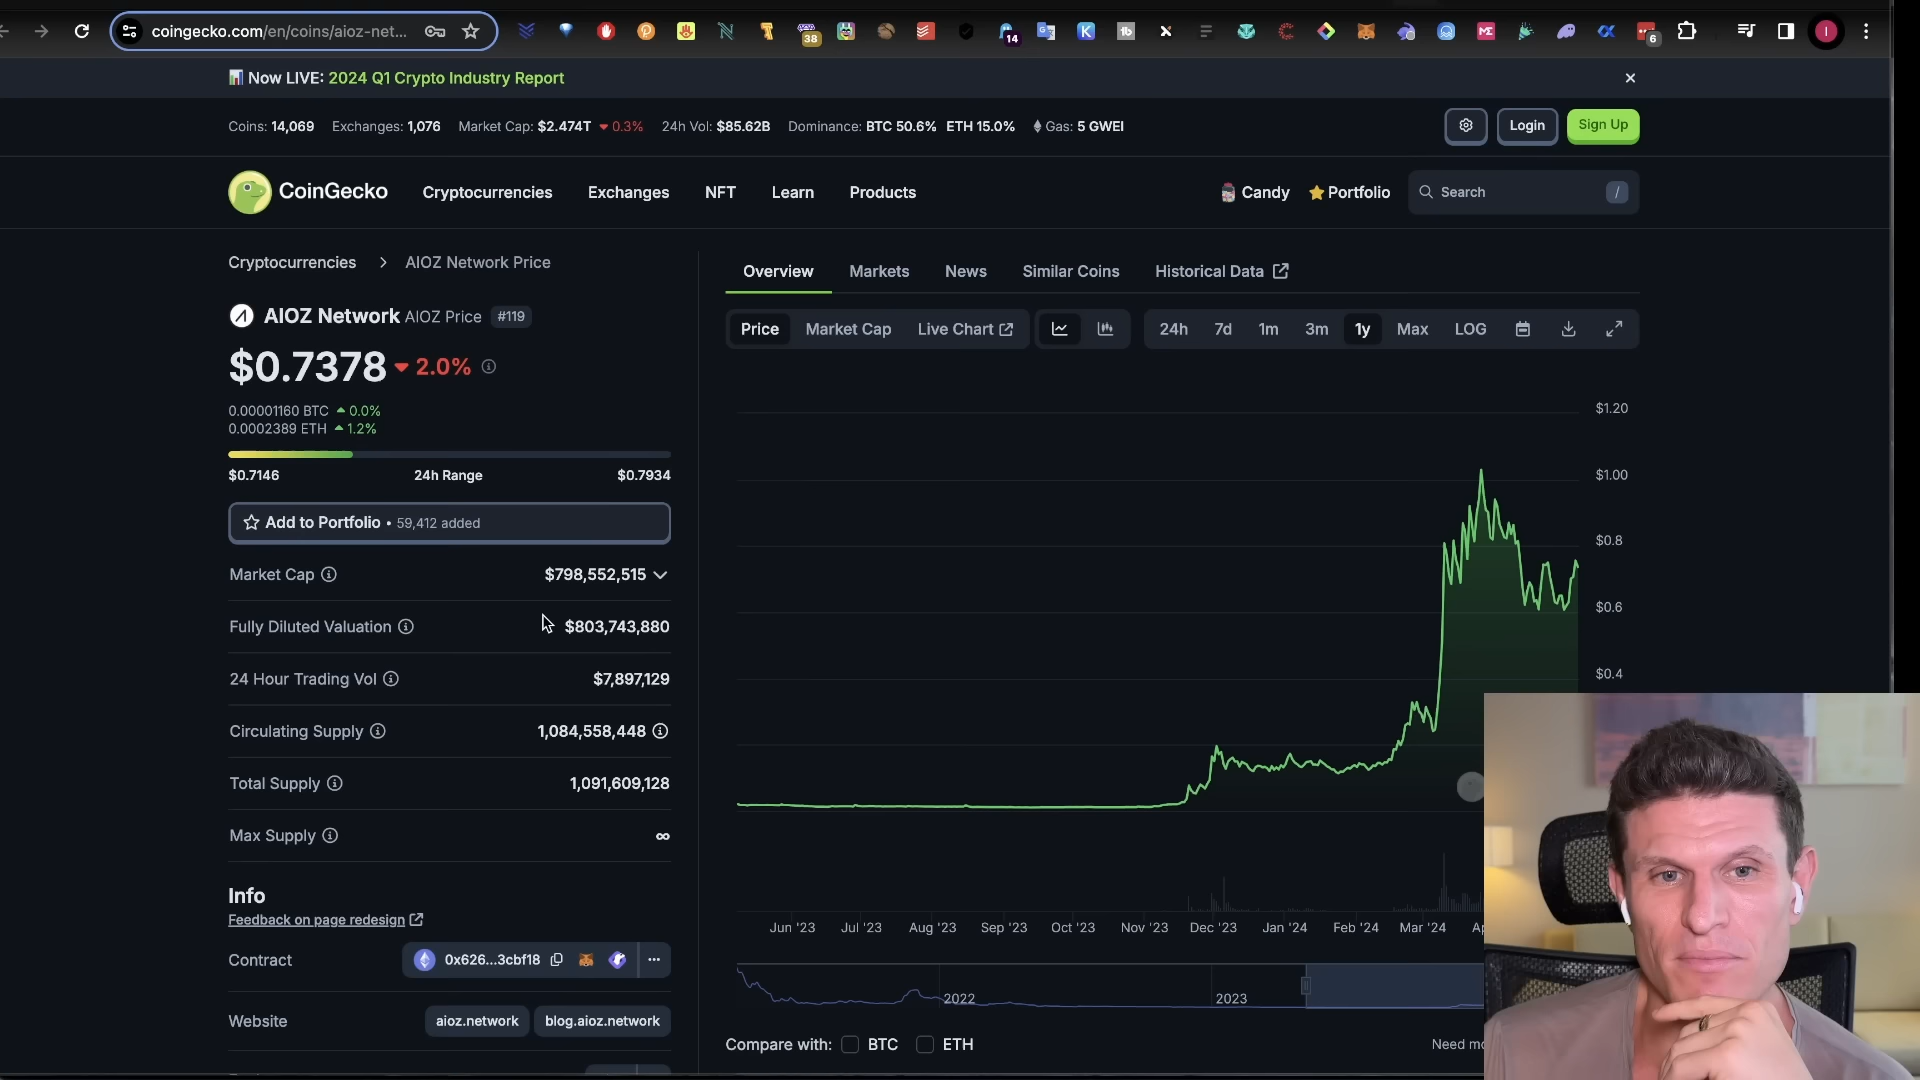 coingecko.com/en/coins/aioz-net...
38
14
6
Now LIVE: 2024 Q1 Crypto Industry Report
Coins: 14,069 Exchanges: 1,076 Market Cap: $2.474T 0.3% 24h Vol: $85.62B Dominance: BTC 50.6% ETH 15.0% Gas: 5 GWEI
Login
Sign Up
CoinGecko
Cryptocurrencies
Exchanges
NFT
Learn
Products
Candy
Portfolio
Search
/
Cryptocurrencies > AIOZ Network Price
AIOZ Network AIOZ Price #119
$0.7378 2.0%
0.00001160 BTC 0.0%
0.0002389 ETH 1.2%
$0.7146 24h Range $0.7934
Add to Portfolio • 59,412 added
Market Cap $798,552,515
Fully Diluted Valuation $803,743,880
24 Hour Trading Vol $7,897,129
Circulating Supply 1,084,558,448
Total Supply 1,091,609,128
Max Supply ∞
Info
Feedback on page redesign
Contract 0x626...3cbf18
Website aioz.network blog.aioz.network
Overview
Markets
News
Similar Coins
Historical Data
Price
Market Cap
Live Chart
24h
7d
1m
3m
1y
Max
LOG
$1.20
$1.00
$0.8
$0.6
$0.4
Jun '23 Jul '23 Aug '23 Sep '23 Oct '23 Nov '23 Dec '23 Jan '24 Feb '24 Mar '24
2022
2023
Compare with: BTC ETH
Need